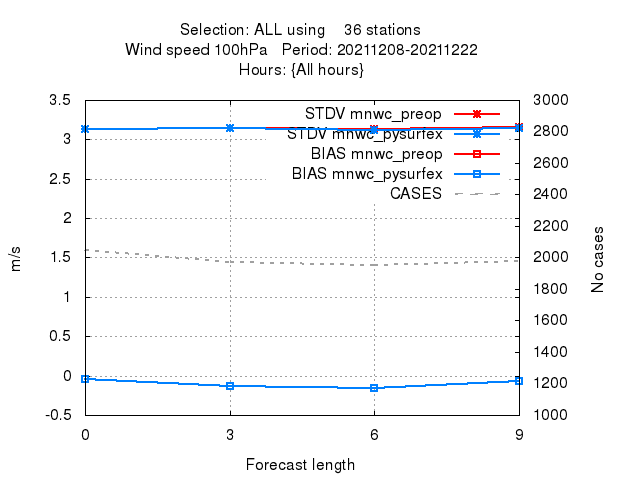 Selection: ALL using 36 stations
Wind speed 100hPa Period: 20211208-20211222
Hours: {All hours}
3.5 3000
STDV mnwc_preop
3 2800
STDV mnwc_pysurfex
BIAS mnwc_preop
2600
2.5 BIAS mnwc_pysurfex
2400
CASES
2 2200
1.5 2000
1 1800
1600
0.5 1400
0 1200
-0.5 1000
0 3 6 9
m/s
No cases
Forecast length